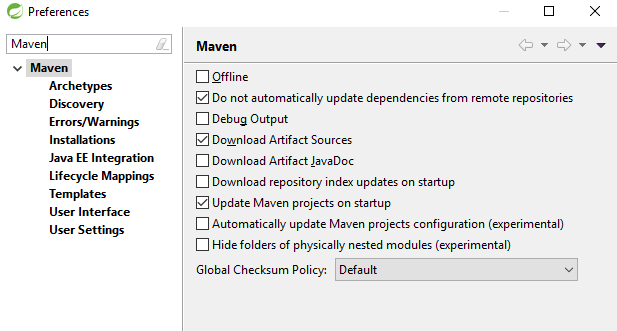 Preferences
Maven
Maven
Archetypes
Discovery
Errors/Warnings
Installations
Java EE Integration
Lifecycle Mappings
Templates
User Interface
User Settings
Maven
Offline
Do not automatically update dependencies from remote repositories
Debug Output
Download Artifact Sources
Download Artifact JavaDoc
Download repository index updates on startup
Update Maven projects on startup
Automatically update Maven projects configuration (experimental)
Hide folders of physically nested modules (experimental)
Global Checksum Policy: Default